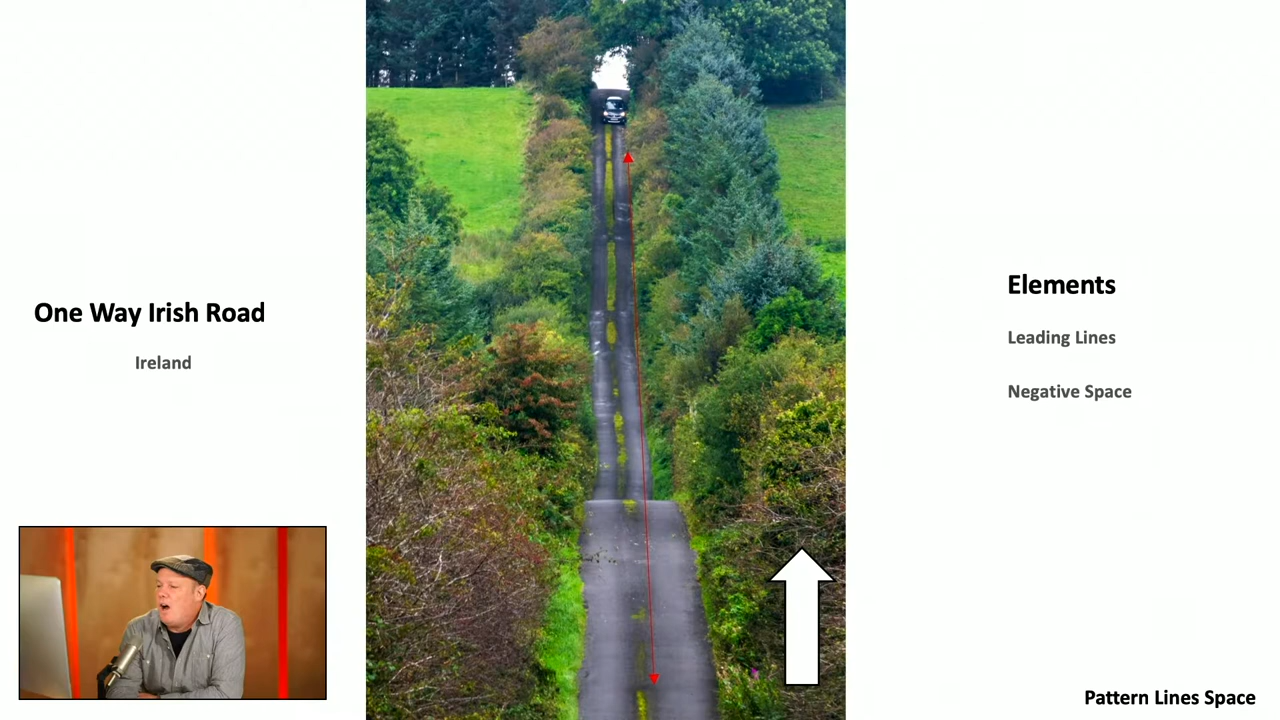 One Way Irish Road
Ireland
Elements
Leading Lines
Negative Space
Pattern Lines Space